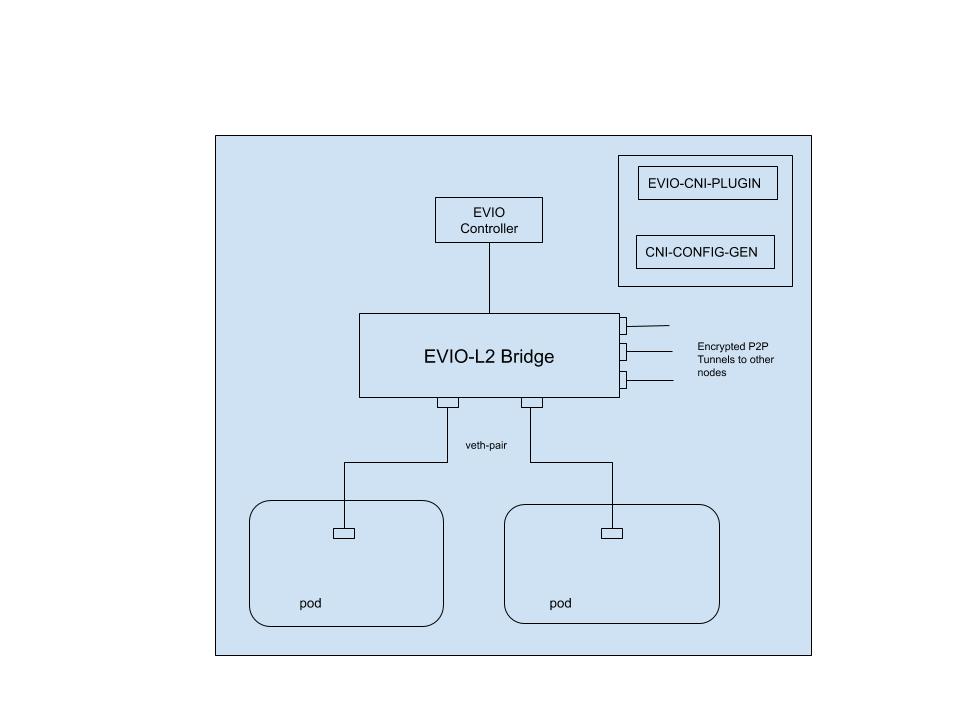 EVIO-CNI-PLUGIN
EVIO
Controller
CNI-CONFIG-GEN
EVIO-L2 Bridge
Encrypted P2P
Tunnels to other
nodes
veth-pair
pod
pod